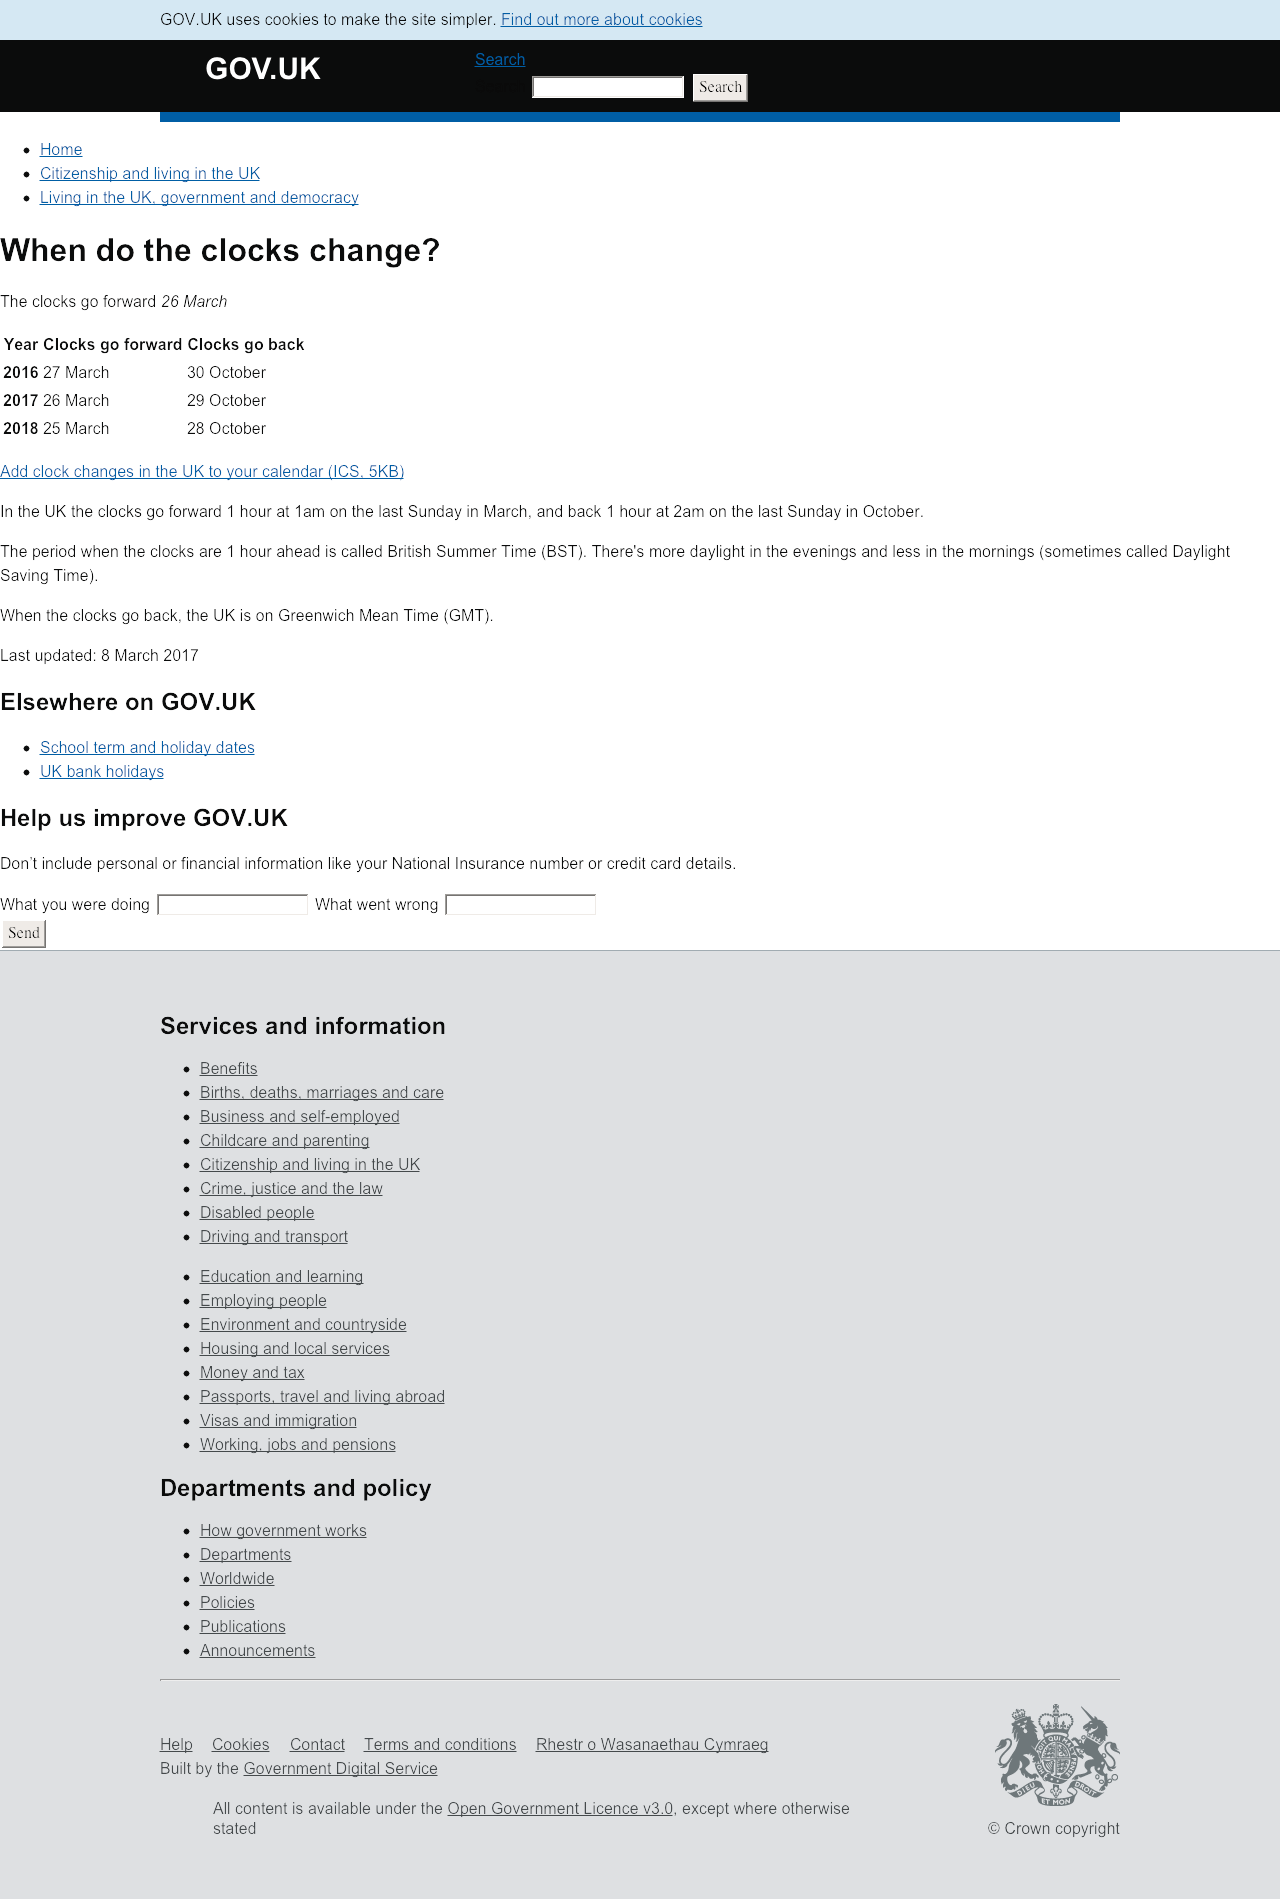 GOV.UK uses cookies to make the site simpler. Find out more about cookies
GOV.UK
Search
Search
Home
Citizenship and living in the UK
Living in the UK, government and democracy
When do the clocks change?
The clocks go forward 26 March
Year Clocks go forward Clocks go back
2016 27 March 30 October
2017 26 March 29 October
2018 25 March 28 October
Add clock changes in the UK to your calendar (ICS, 5KB)
In the UK the clocks go forward 1 hour at 1am on the last Sunday in March, and back 1 hour at 2am on the last Sunday in October.
The period when the clocks are 1 hour ahead is called British Summer Time (BST). There's more daylight in the evenings and less in the mornings (sometimes called Daylight
Saving Time).
When the clocks go back, the UK is on Greenwich Mean Time (GMT).
Last updated: 8 March 2017
Elsewhere on GOV.UK
School term and holiday dates
UK bank holidays
Help us improve GOV.UK
Don't include personal or financial information like your National Insurance number or credit card details.
What you were doing What went wrong
Send
Services and information
Benefits
Births, deaths, marriages and care
Business and self-employed
Childcare and parenting
Citizenship and living in the UK
Crime, justice and the law
Disabled people
Driving and transport
Education and learning
Employing people
Environment and countryside
Housing and local services
Money and tax
Passports, travel and living abroad
Visas and immigration
Working, jobs and pensions
Departments and policy
How government works
Departments
Worldwide
Policies
Publications
Announcements
Help Cookies Contact Terms and conditions Rhestr o Wasanaethau Cymraeg
Built by the Government Digital Service
All content is available under the Open Government Licence v3.0, except where otherwise
stated
DIEU ET MON DROIT
© Crown copyright